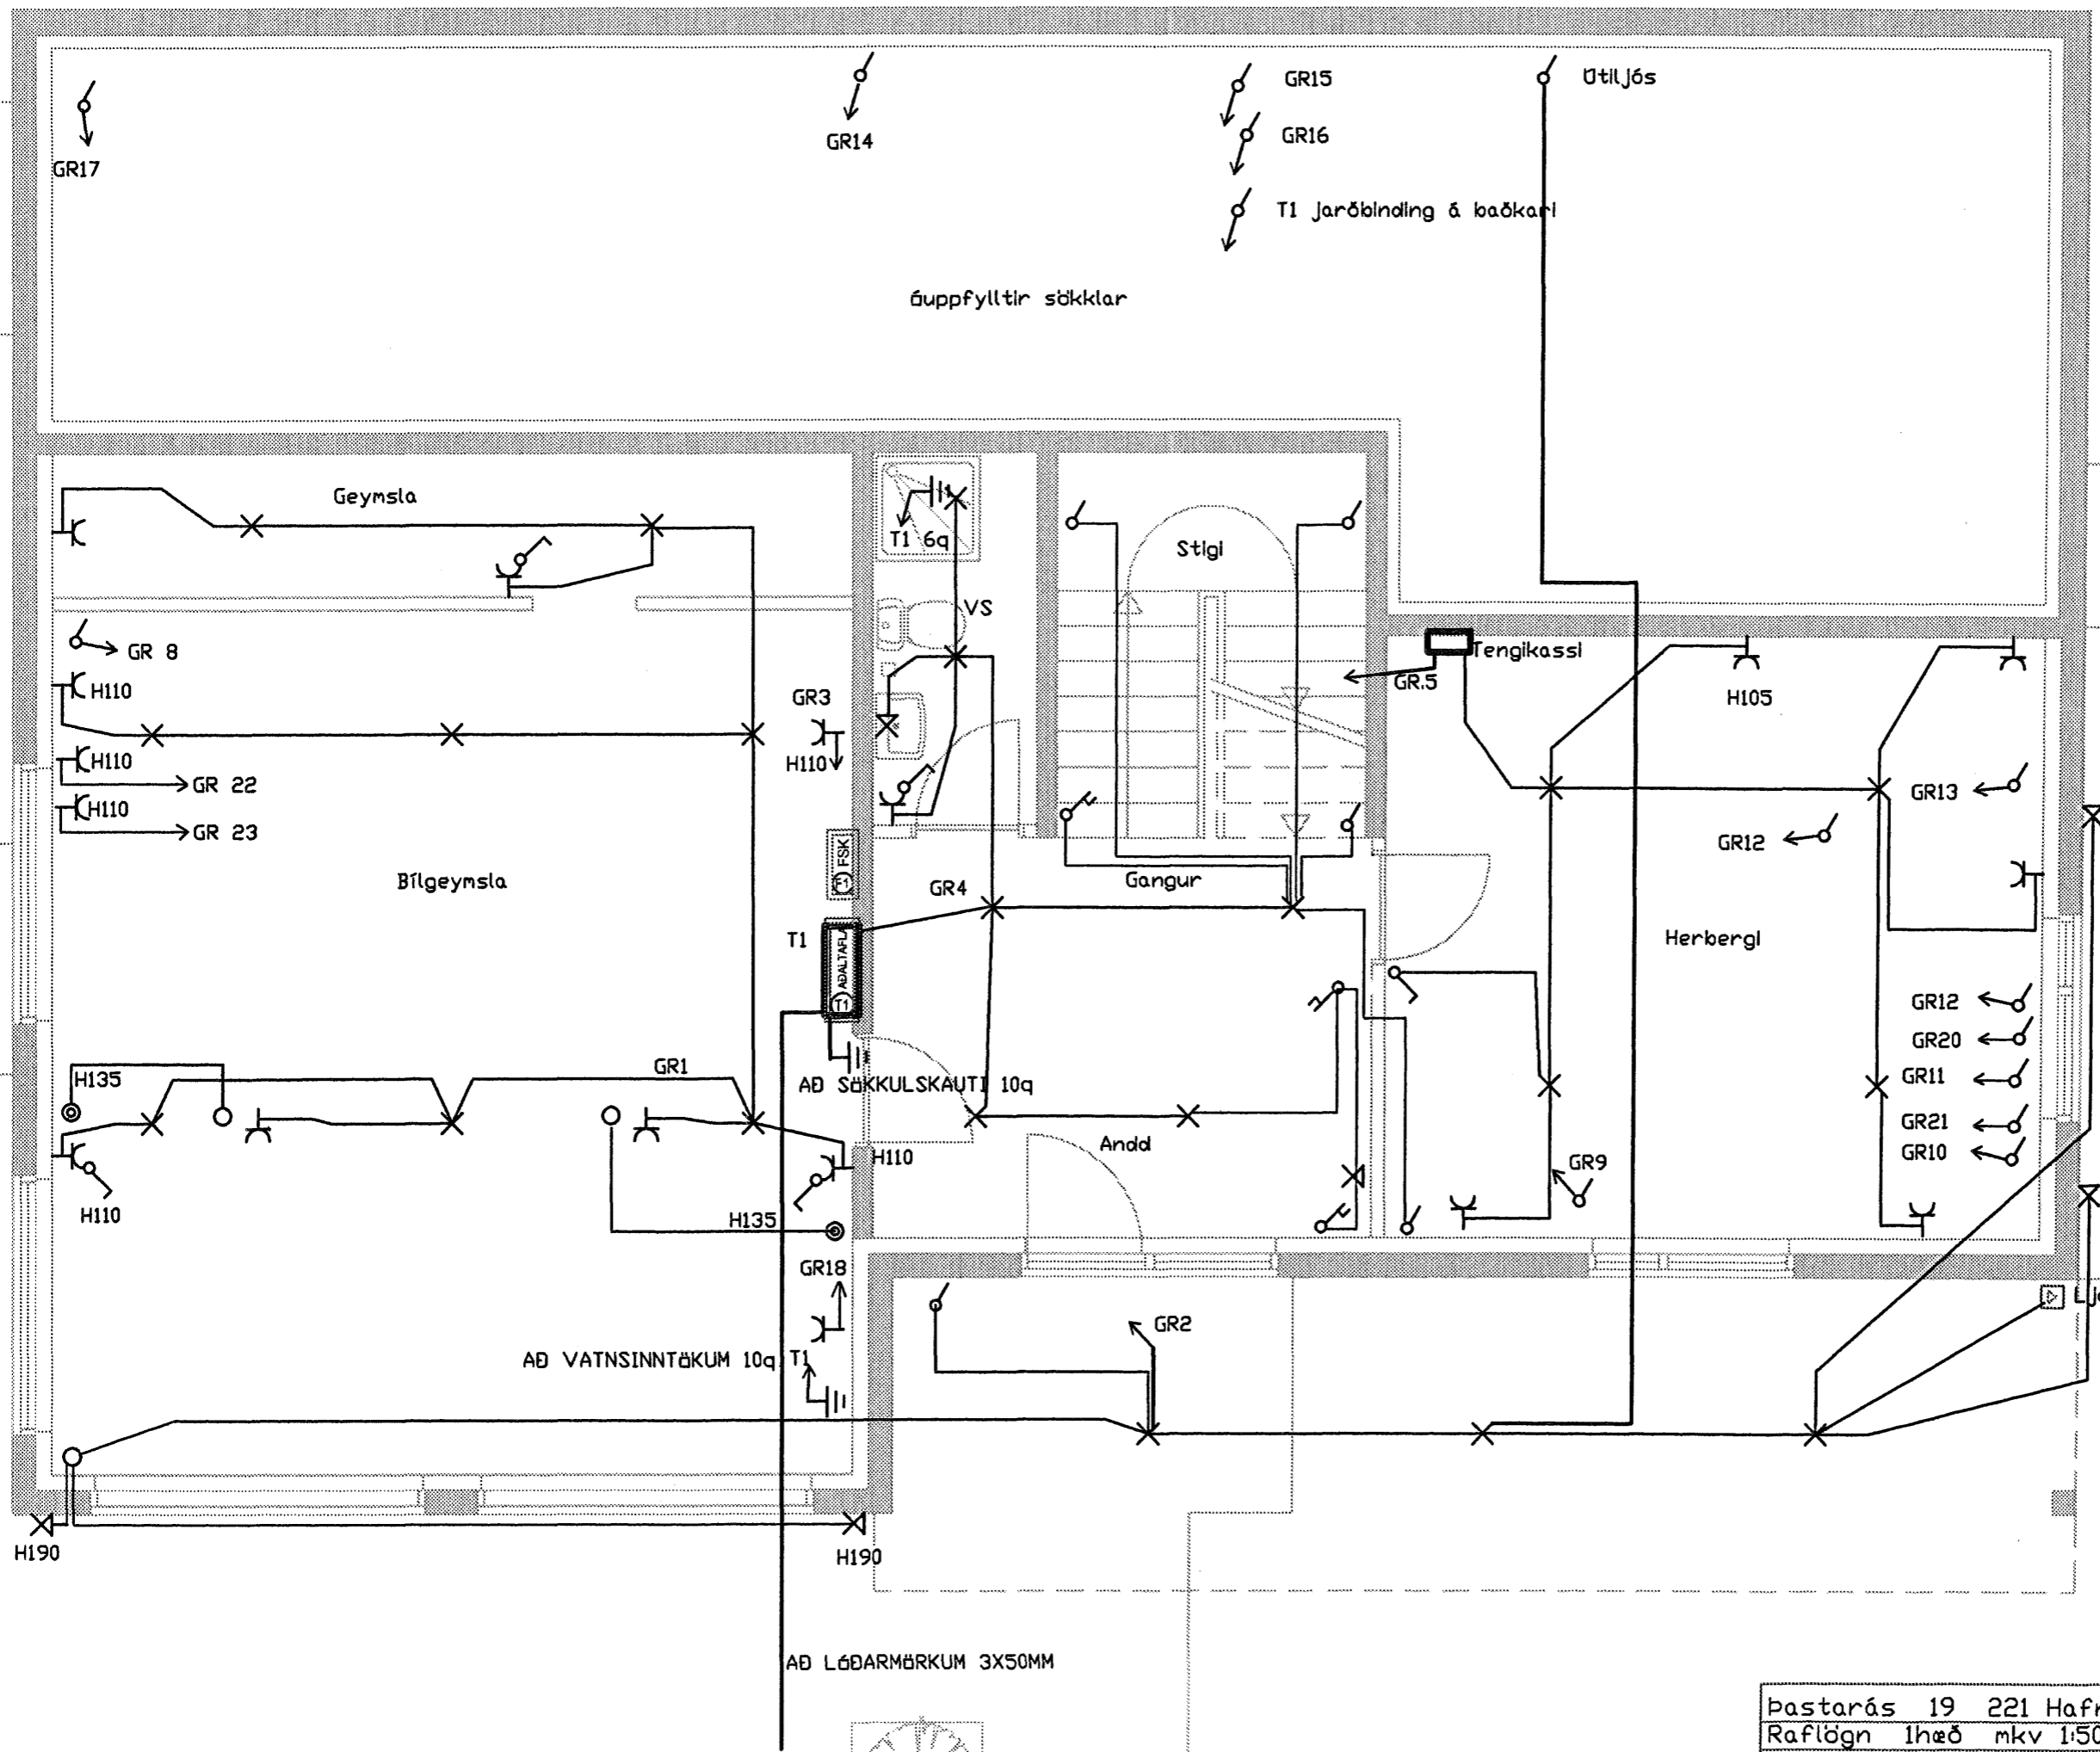 GR15
Útiljós
GR16
GR14
GR17
T1 jarðbinding á baðkari
óuppfylltir sökklar
Geymsla
T1 6q
Stigi
VS
GR 8
Tengikassi
GR.5
H110
GR3
H105
H110
H110
GR 22
GR13
H110
GR 23
GR12
FSK
F1
Bílgeymsla
GR4
Gangur
T1
AÐALTAFLA
T1
Herbergi
GR12
GR20
GR1
H135
AÐ SÖKKULSKAUTI 10q
GR11
GR21
Andd
GR10
H110
GR9
H110
H135
GR18
GR2
AÐ VATNSINNTÖKUM 10q T1
H190
H190
AÐ LÓÐARMÖRKUM 3X50MM
Þastarás 19 221 Hafn
Raflögn 1hæð mkv 1:50